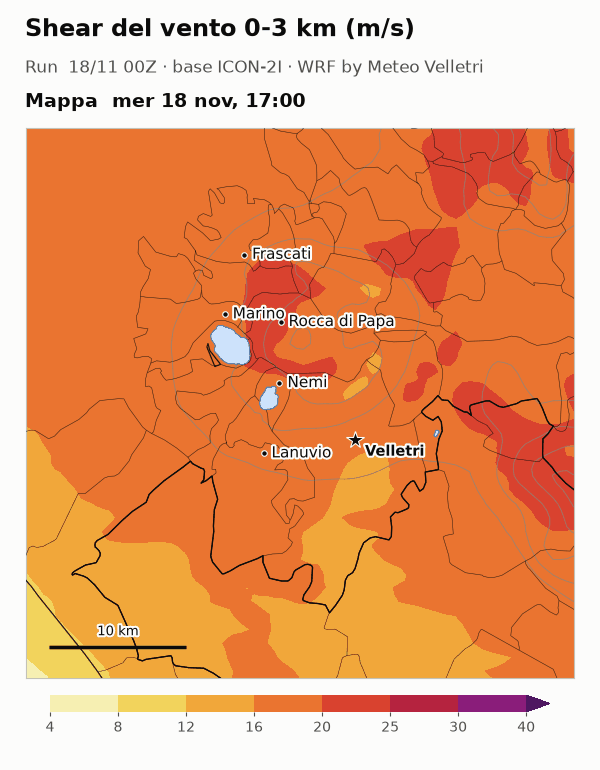 Shear del vento 0-3 km (m/s)
Run  18/11 00Z · base ICON-2I · WRF by Meteo Velletri
Mappa  mer 18 nov, 17:00
Frascati
Marino
Rocca di Papa
Nemi
Velletri
Lanuvio
10 km
4 8 12 16 20 25 30 40